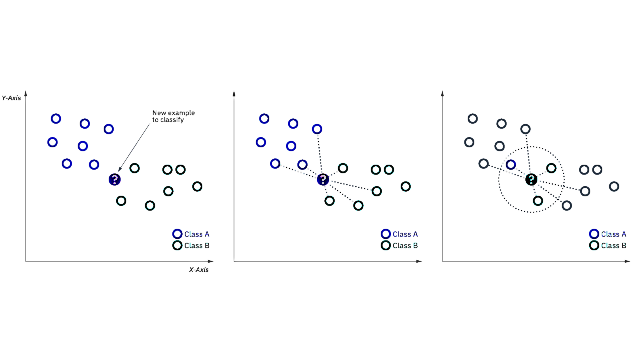 Y-Axis
New example
to classify
?
Class A
Class B
X-Axis
?
Class A
Class B
?
Class A
Class B